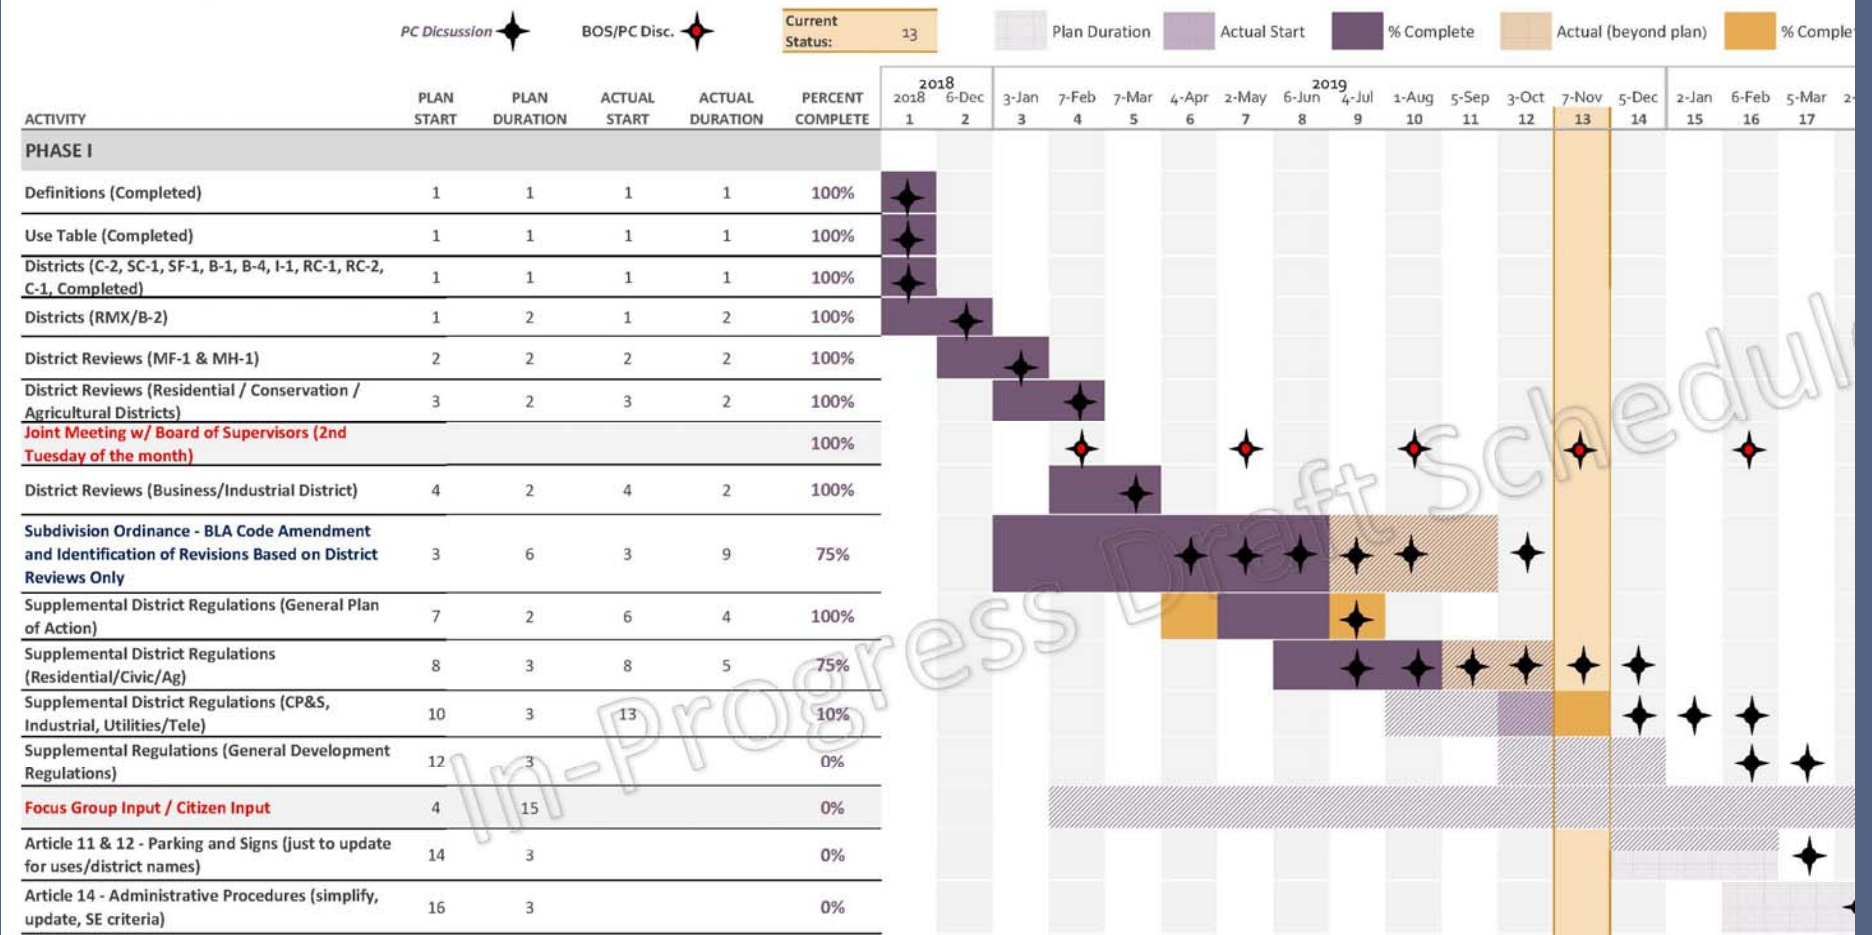 PC Dicsussion BOS/PC Disc. Current Status: 13 Plan Duration Actual Start % Complete Actual (beyond plan) % Comple
2018 2019
PLAN PLAN ACTUAL ACTUAL PERCENT 2018 6-Dec 3-Jan 7-Feb 7-Mar 4-Apr 2-May 6-Jun 4-Jul 1-Aug 5-Sep 3-Oct 7-Nov 5-Dec 2-Jan 6-Feb 5-Mar 2-
ACTIVITY START DURATION START DURATION COMPLETE 1 2 3 4 5 6 7 8 9 10 11 12 13 14 15 16 17
PHASE I
Definitions (Completed) 1 1 1 1 100%
Use Table (Completed) 1 1 1 1 100%
Districts (C-2, SC-1, SF-1, B-1, B-4, I-1, RC-1, RC-2,
C-1, Completed) 1 1 1 1 100%
Districts (RMX/B-2) 1 2 1 2 100%
District Reviews (MF-1 & MH-1) 2 2 2 2 100%
District Reviews (Residential / Conservation /
Agricultural Districts) 3 2 3 2 100%
Joint Meeting w/ Board of Supervisors (2nd
Tuesday of the month) 100%
District Reviews (Business/Industrial District) 4 2 4 2 100%
Subdivision Ordinance - BLA Code Amendment
and Identification of Revisions Based on District 3 6 3 9 75%
Reviews Only
Supplemental District Regulations (General Plan
of Action) 7 2 6 4 100%
Supplemental District Regulations
(Residential/Civic/Ag) 8 3 8 5 75%
Supplemental District Regulations (CP&S,
Industrial, Utilities/Tele) 10 3 13 10%
Supplemental Regulations (General Development
Regulations) 12 3 0%
Focus Group Input / Citizen Input 4 15 0%
Article 11 & 12 - Parking and Signs (just to update
for uses/district names) 14 3 0%
Article 14 - Administrative Procedures (simplify,
update, SE criteria) 16 3 0%
In-Progress Draft Schedul